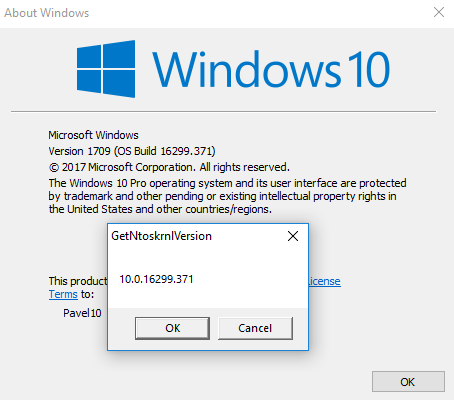 About Windows
Windows 10
Microsoft Windows
Version 1709 (OS Build 16299.371)
© 2017 Microsoft Corporation. All rights reserved.
The Windows 10 Pro operating system and its user interface are protected
by trademark and other pending or existing intellectual property rights in
the United States and other countries/regions.
GetNtoskrnlVersion
10.0.16299.371
OK Cancel
This product License
Terms to:
Pavel10
OK